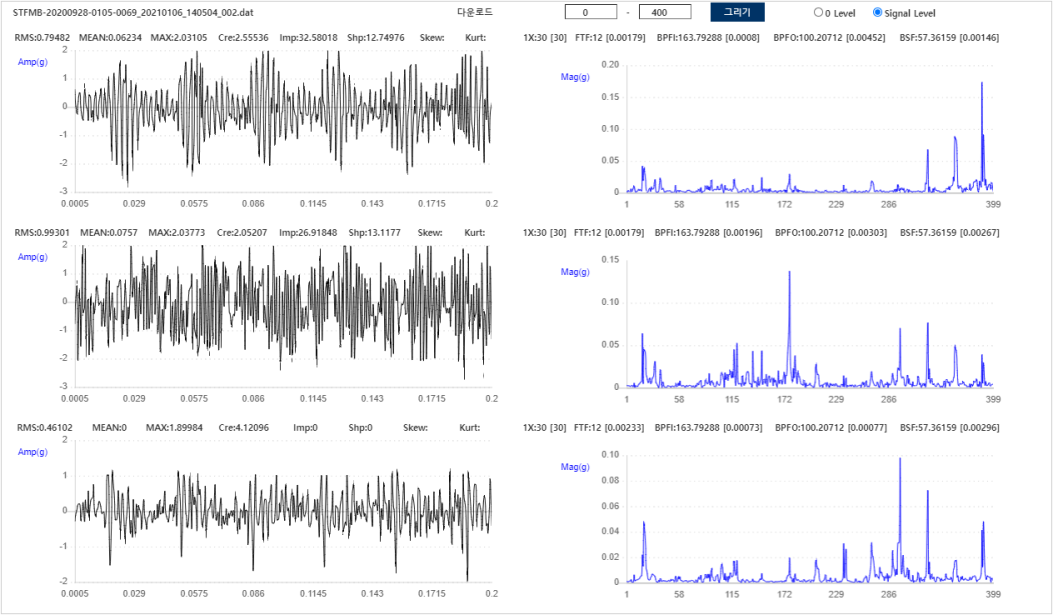 STFMB-20200928-0105-0069_20210106_140504_002.dat 다운로드 0 - 400 그리기 0 Level Signal Level
RMS:0.79482 MEAN:0.06234 MAX:2.03105 Cre:2.55536 Imp:32.58018 Shp:12.74976 Skew: Kurt:
1X:30 [30] FTF:12 [0.00179] BPFI:163.79288 [0.0008] BPFO:100.20712 [0.00452] BSF:57.36159 [0.00146]
Amp(g)
2
1
0
-1
-2
-3
0.0005 0.029 0.0575 0.086 0.1145 0.143 0.1715 0.2
Mag(g)
0.20
0.15
0.10
0.05
0
1 58 115 172 229 286 399
RMS:0.99301 MEAN:0.0757 MAX:2.03773 Cre:2.05207 Imp:26.91848 Shp:13.1177 Skew: Kurt:
1X:30 [30] FTF:12 [0.00179] BPFI:163.79288 [0.00196] BPFO:100.20712 [0.00303] BSF:57.36159 [0.00267]
Amp(g)
2
1
0
-1
-2
-3
0.0005 0.029 0.0575 0.086 0.1145 0.143 0.1715 0.2
Mag(g)
0.15
0.10
0.05
0
1 58 115 172 229 286 399
RMS:0.46102 MEAN:0 MAX:1.89984 Cre:4.12096 Imp:0 Shp:0 Skew: Kurt:
1X:30 [30] FTF:12 [0.00233] BPFI:163.79288 [0.00073] BPFO:100.20712 [0.00077] BSF:57.36159 [0.00296]
Amp(g)
2
1
0
-1
-2
0.0005 0.029 0.0575 0.086 0.1145 0.143 0.1715 0.2
Mag(g)
0.10
0.08
0.06
0.04
0.02
0
1 58 115 172 229 286 399